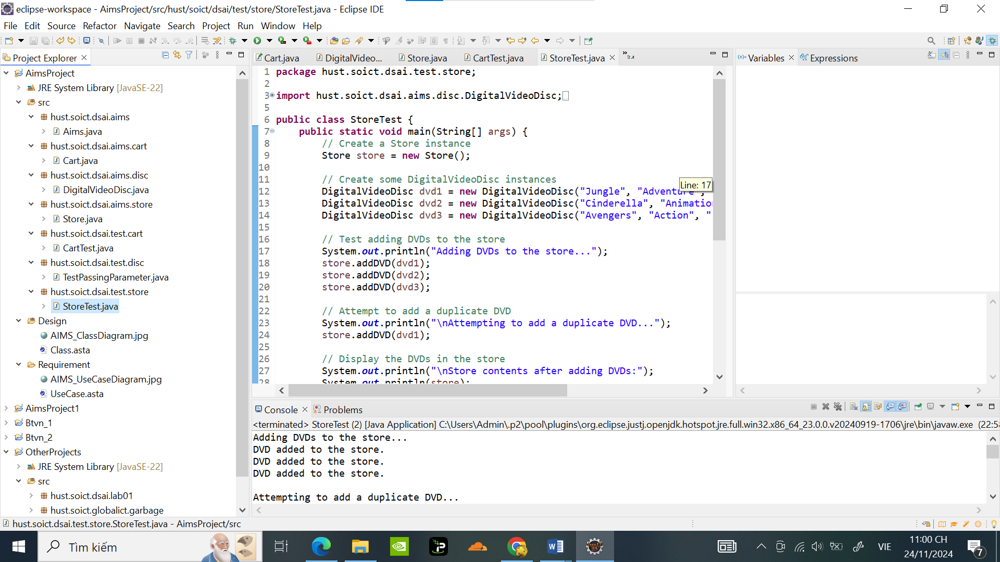 eclipse-workspace - AimsProject/src/hust/soict/dsai/test/store/StoreTest.java - Eclipse IDE
File Edit Source Refactor Navigate Search Project Run Window Help
Project Explorer
AimsProject
JRE System Library [JavaSE-22]
src
hust.soict.dsai.aims
Aims.java
hust.soict.dsai.aims.cart
Cart.java
hust.soict.dsai.aims.disc
DigitalVideoDisc.java
hust.soict.dsai.aims.store
Store.java
hust.soict.dsai.test.cart
CartTest.java
hust.soict.dsai.test.disc
TestPassingParameter.java
hust.soict.dsai.test.store
StoreTest.java
Design
AIMS_ClassDiagram.jpg
Class.asta
Requirement
AIMS_UseCaseDiagram.jpg
UseCase.asta
AimsProject1
Btvn_1
Btvn_2
OtherProjects
JRE System Library [JavaSE-22]
src
hust.soict.dsai.lab01
hust.soict.globalict.garbage
Cart.java DigitalVideo... Store.java CartTest.java StoreTest.java
1 package hust.soict.dsai.test.store;
2
3 import hust.soict.dsai.aims.disc.DigitalVideoDisc;
5
6 public class StoreTest {
7 public static void main(String[] args) {
8 // Create a Store instance
9 Store store = new Store();
10
11 // Create some DigitalVideoDisc instances
12 DigitalVideoDisc dvd1 = new DigitalVideoDisc("Jungle", "Adventure",
13 DigitalVideoDisc dvd2 = new DigitalVideoDisc("Cinderella", "Animation
14 DigitalVideoDisc dvd3 = new DigitalVideoDisc("Avengers", "Action", "
15
16 // Test adding DVDs to the store
17 System.out.println("Adding DVDs to the store...");
18 store.addDVD(dvd1);
19 store.addDVD(dvd2);
20 store.addDVD(dvd3);
21
22 // Attempt to add a duplicate DVD
23 System.out.println("\nAttempting to add a duplicate DVD...");
24 store.addDVD(dvd1);
25
26 // Display the DVDs in the store
27 System.out.println("\nStore contents after adding DVDs:");
28 System.out.println(store);
Line: 17
Variables Expressions
Console Problems
<terminated> StoreTest (2) [Java Application] C:\Users\Admin\.p2\pool\plugins\org.eclipse.justj.openjdk.hotspot.jre.full.win32.x86_64_23.0.0.v20240919-1706\jre\bin\javaw.exe (22:5
Adding DVDs to the store...
DVD added to the store.
DVD added to the store.
DVD added to the store.
Attempting to add a duplicate DVD...
hust.soict.dsai.test.store.StoreTest.java - AimsProject/src
Tìm kiếm
VIE
11:00 CH
24/11/2024
7